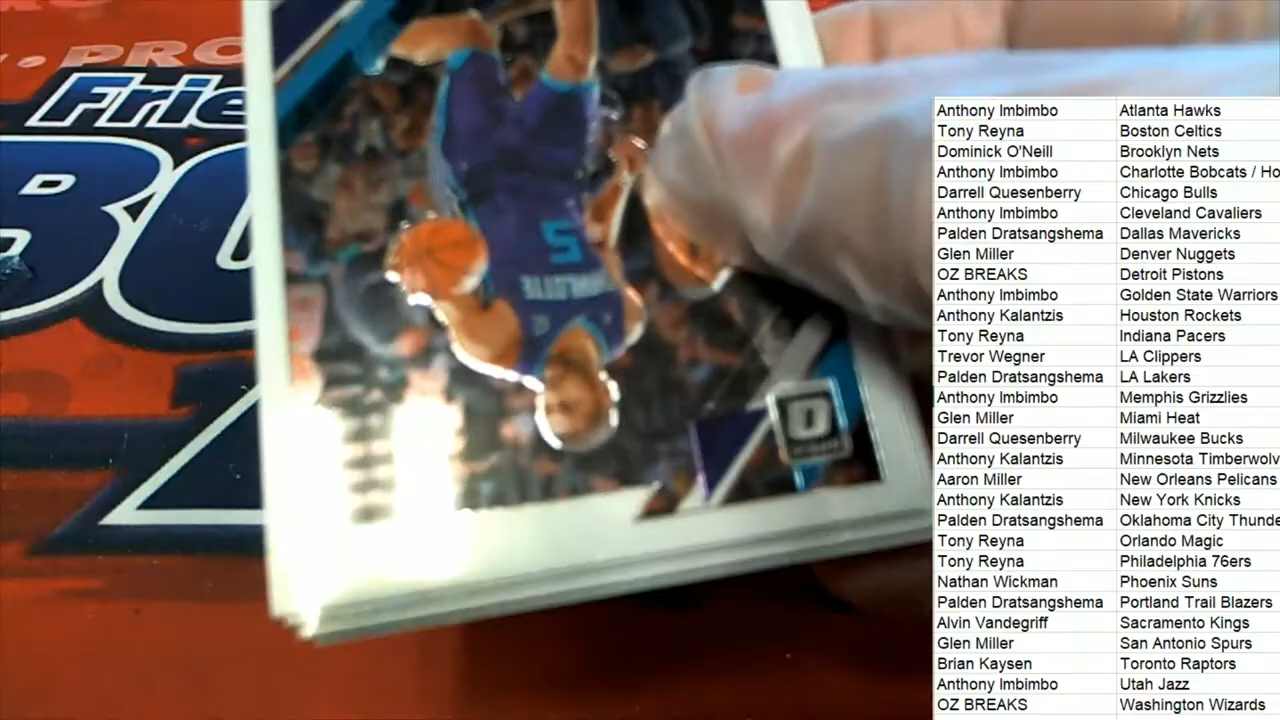 · PRO
Frie
BU
5
CHARLOTTE
D
Anthony Imbimbo Atlanta Hawks
Tony Reyna Boston Celtics
Dominick O'Neill Brooklyn Nets
Anthony Imbimbo Charlotte Bobcats / Ho
Darrell Quesenberry Chicago Bulls
Anthony Imbimbo Cleveland Cavaliers
Palden Dratsangshema Dallas Mavericks
Glen Miller Denver Nuggets
OZ BREAKS Detroit Pistons
Anthony Imbimbo Golden State Warriors
Anthony Kalantzis Houston Rockets
Tony Reyna Indiana Pacers
Trevor Wegner LA Clippers
Palden Dratsangshema LA Lakers
Anthony Imbimbo Memphis Grizzlies
Glen Miller Miami Heat
Darrell Quesenberry Milwaukee Bucks
Anthony Kalantzis Minnesota Timberwolv
Aaron Miller New Orleans Pelicans
Anthony Kalantzis New York Knicks
Palden Dratsangshema Oklahoma City Thunde
Tony Reyna Orlando Magic
Tony Reyna Philadelphia 76ers
Nathan Wickman Phoenix Suns
Palden Dratsangshema Portland Trail Blazers
Alvin Vandegriff Sacramento Kings
Glen Miller San Antonio Spurs
Brian Kaysen Toronto Raptors
Anthony Imbimbo Utah Jazz
OZ BREAKS Washington Wizards